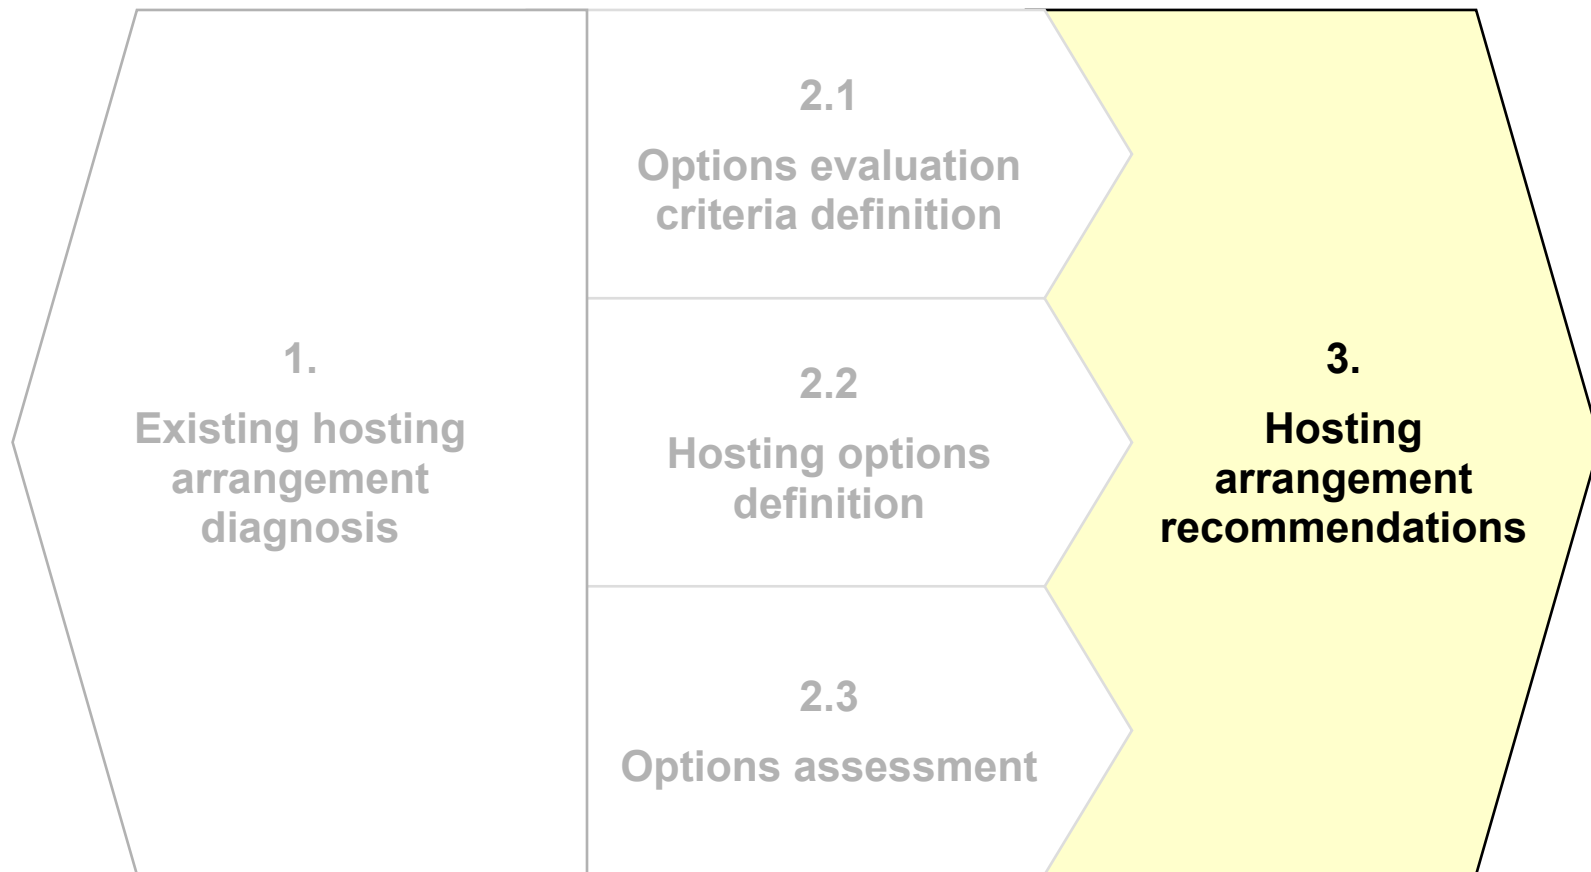 1.
Existing hosting
arrangement
diagnosis
2.1
Options evaluation
criteria definition
2.2
Hosting options
definition
2.3
Options assessment
3.
Hosting
arrangement
recommendations